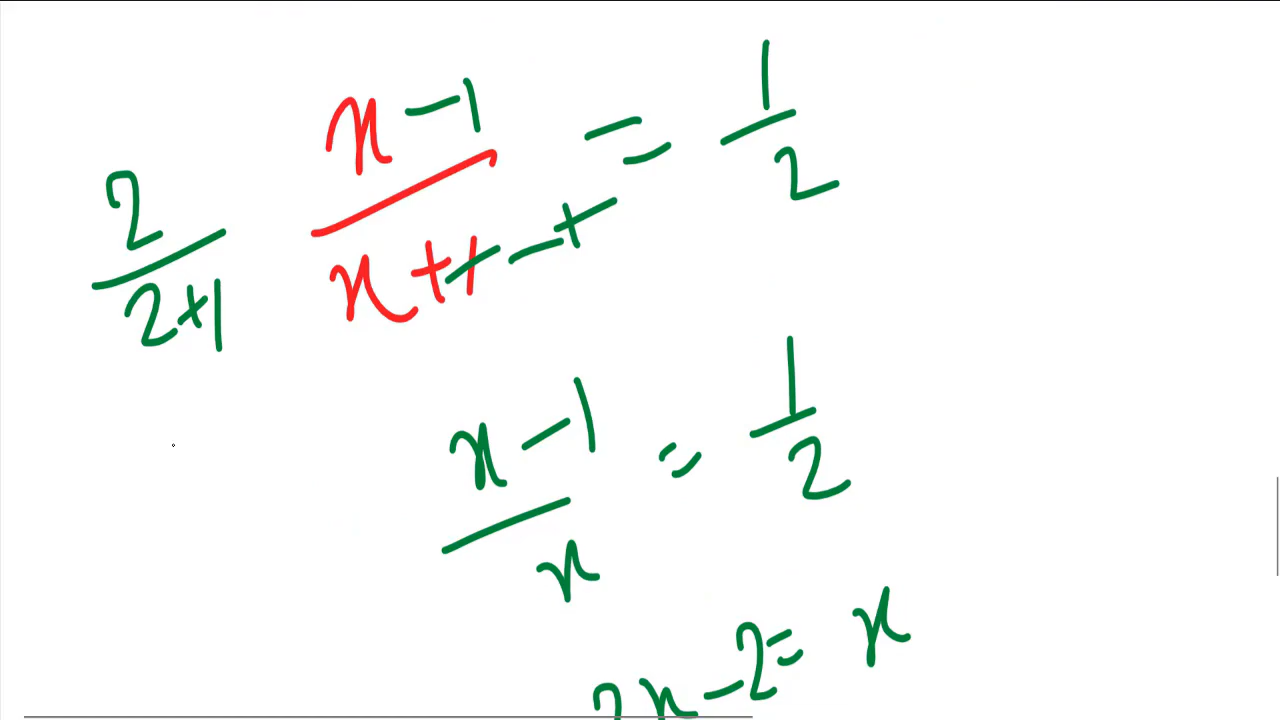 x - 1 = 1
2
2
x + 1 - 1
2+1
x - 1 = 1
2
x
2x - 2 = x